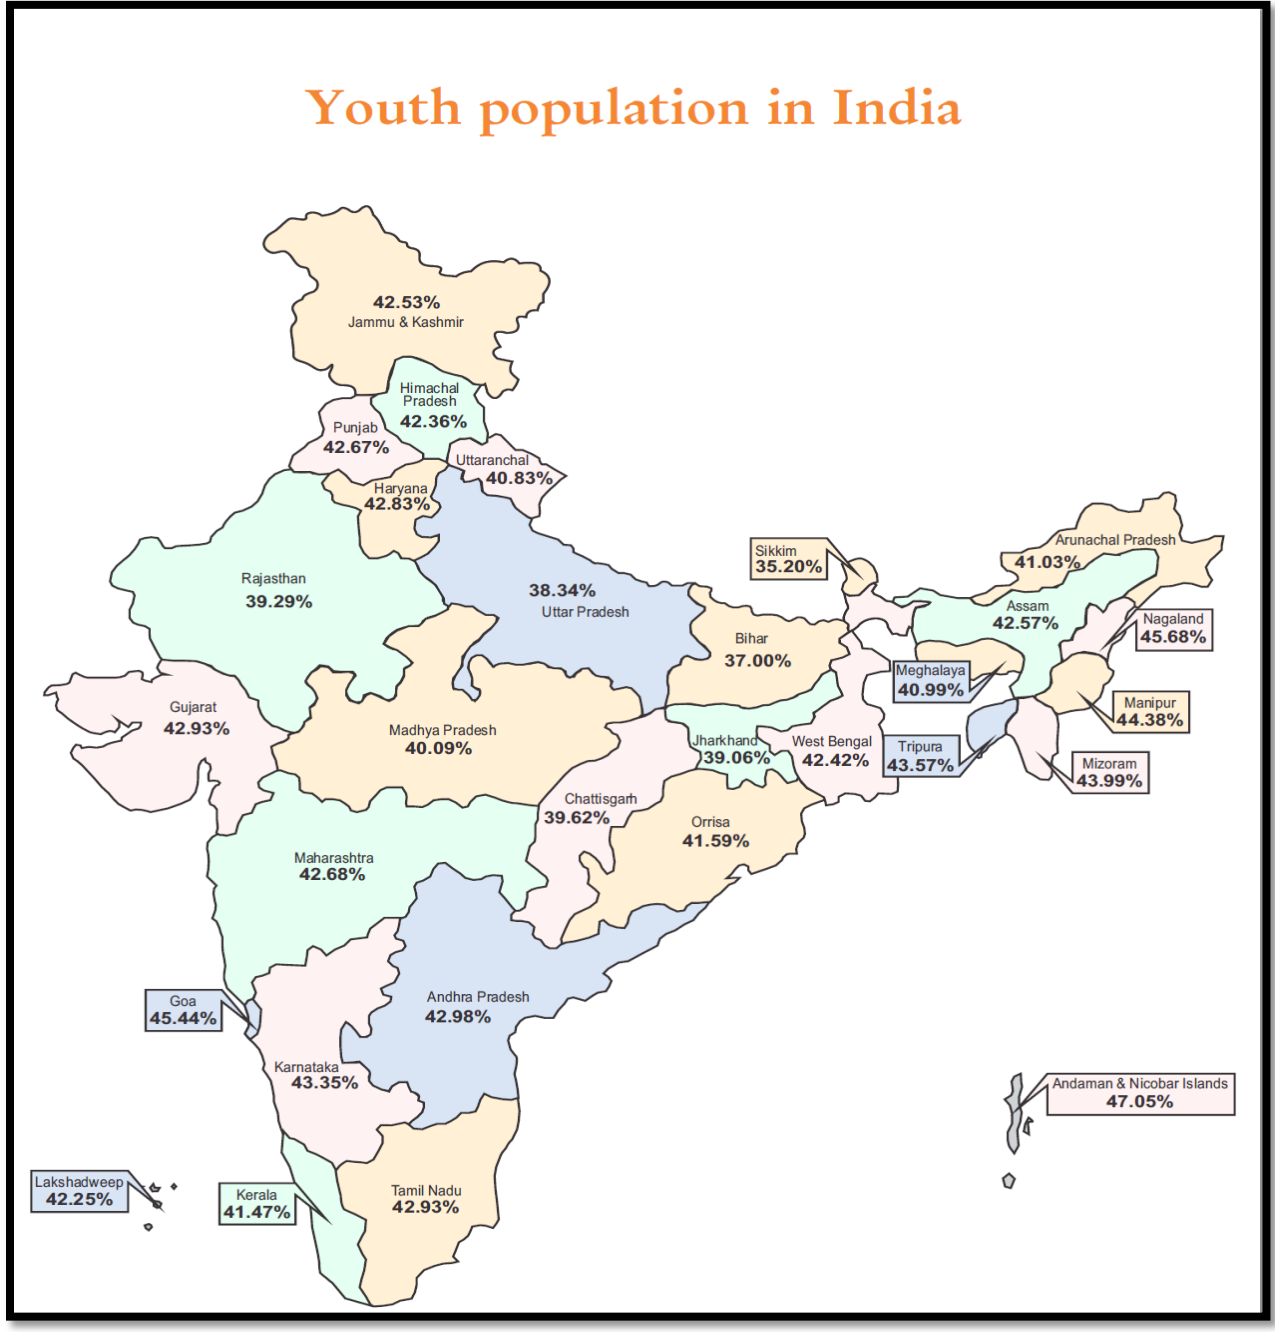 Youth population in India
42.53%
Jammu & Kashmir
Himachal
Pradesh
42.36%
Punjab
42.67%
Uttaranchal
40.83%
Haryana
42.83%
Rajasthan
39.29%
38.34%
Uttar Pradesh
Sikkim
35.20%
Arunachal Pradesh
41.03%
Assam
42.57%
Nagaland
45.68%
Bihar
37.00%
Meghalaya
40.99%
Manipur
44.38%
Gujarat
42.93%
Madhya Pradesh
40.09%
Jharkhand
39.06%
West Bengal
42.42%
Tripura
43.57%
Mizoram
43.99%
Chattisgarh
39.62%
Orrisa
41.59%
Maharashtra
42.68%
Goa
45.44%
Andhra Pradesh
42.98%
Karnataka
43.35%
Andaman & Nicobar Islands
47.05%
Lakshadweep
42.25%
Kerala
41.47%
Tamil Nadu
42.93%